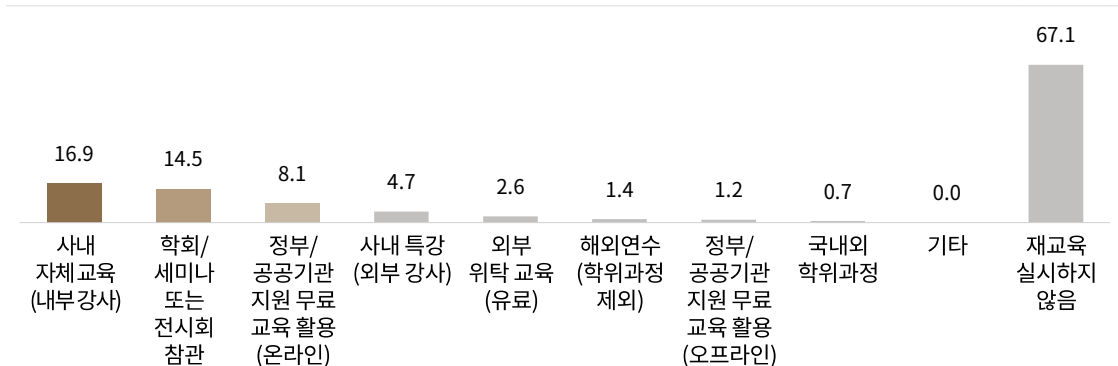 67.1
16.9
14.5
8.1
4.7
2.6
1.4
1.2
0.7
0.0
사내
자체교육
(내부강사)
학회/
세미나
또는
전시회
참관
정부/
공공기관
지원 무료
교육 활용
(온라인)
사내 특강
(외부 강사)
외부
위탁 교육
(유료)
해외연수
(학위과정
제외)
정부/
공공기관
지원 무료
교육 활용
(오프라인)
국내외
학위과정
기타
재교육
실시하지
않음